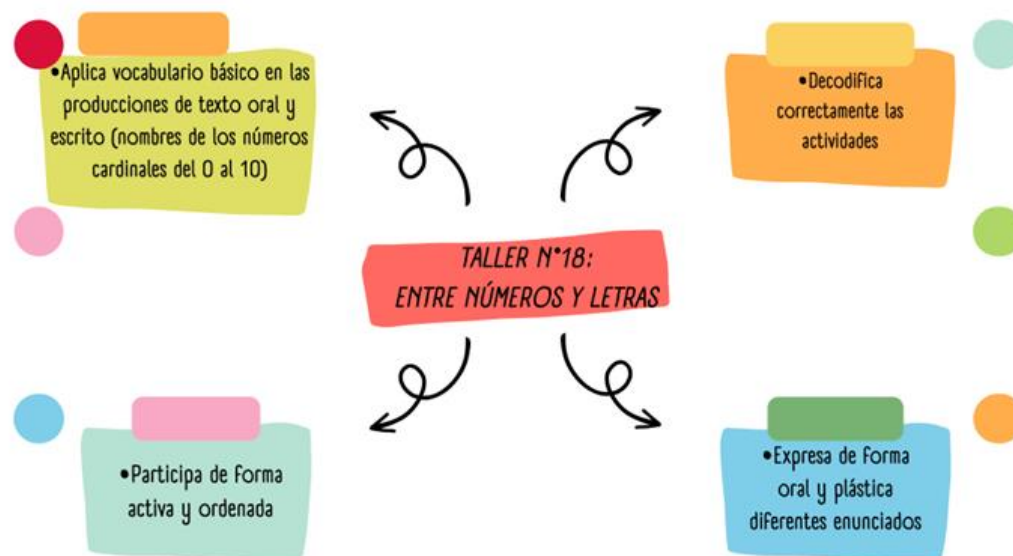 •Aplica vocabulario básico en las
producciones de texto oral y
escrito (nombres de los números
cardinales del 0 al 10)
•Decodifica
correctamente las
actividades
TALLER N°18:
ENTRE NÚMEROS Y LETRAS
•Participa de forma
activa y ordenada
•Expresa de forma
oral y plástica
diferentes enunciados